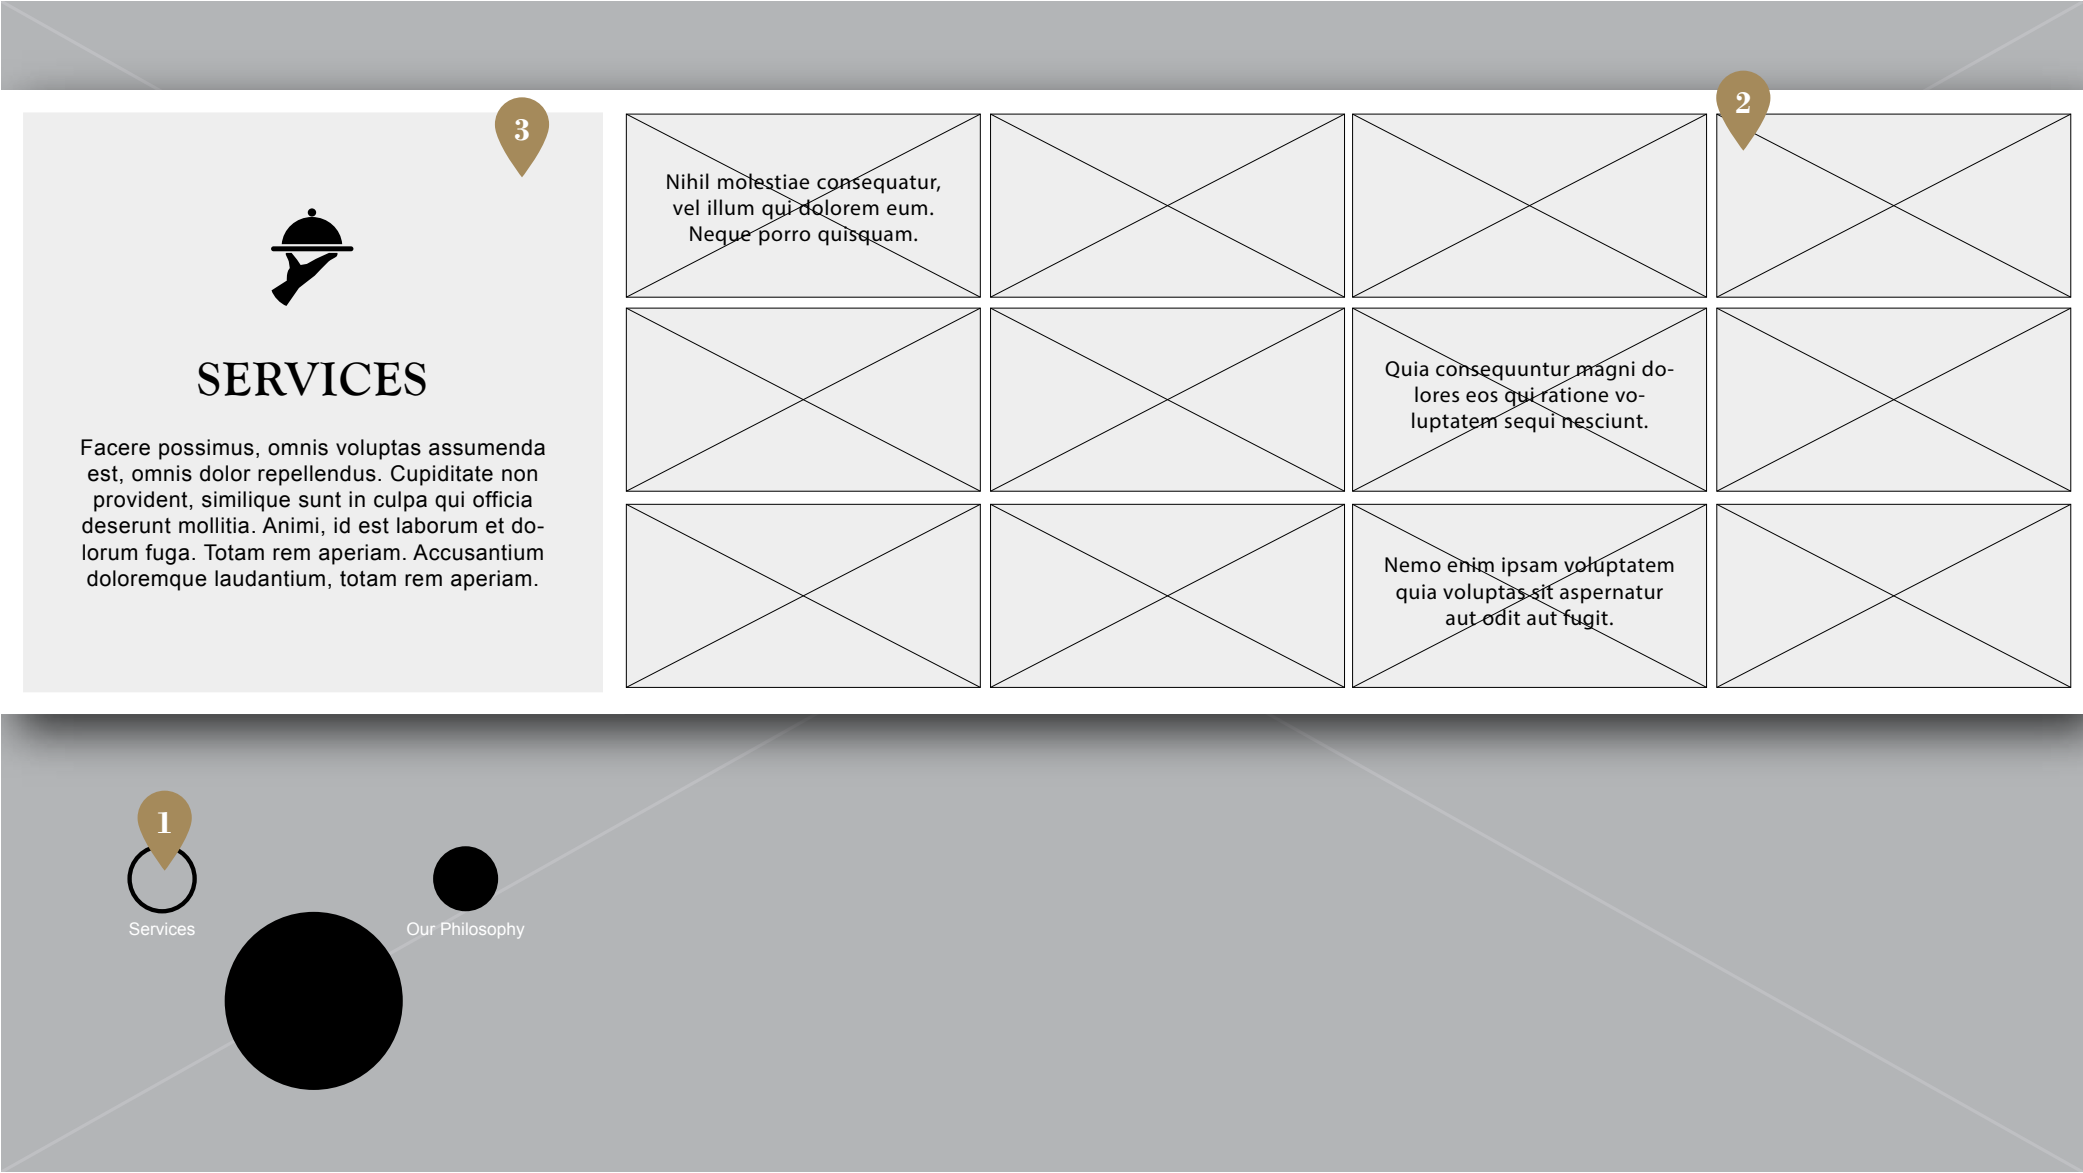 3
2
SERVICES
Facere possimus, omnis voluptas assumenda
est, omnis dolor repellendus. Cupiditate non
provident, similique sunt in culpa qui officia
deserunt mollitia. Animi, id est laborum et do-
lorum fuga. Totam rem aperiam. Accusantium
doloremque laudantium, totam rem aperiam.
Nihil molestiae consequatur,
vel illum qui dolorem eum.
Neque porro quisquam.
Quia consequuntur magni do-
lores eos qui ratione vo-
luptatem sequi nesciunt.
Nemo enim ipsam voluptatem
quia voluptas sit aspernatur
aut odit aut fugit.
1
Services
Our Philosophy